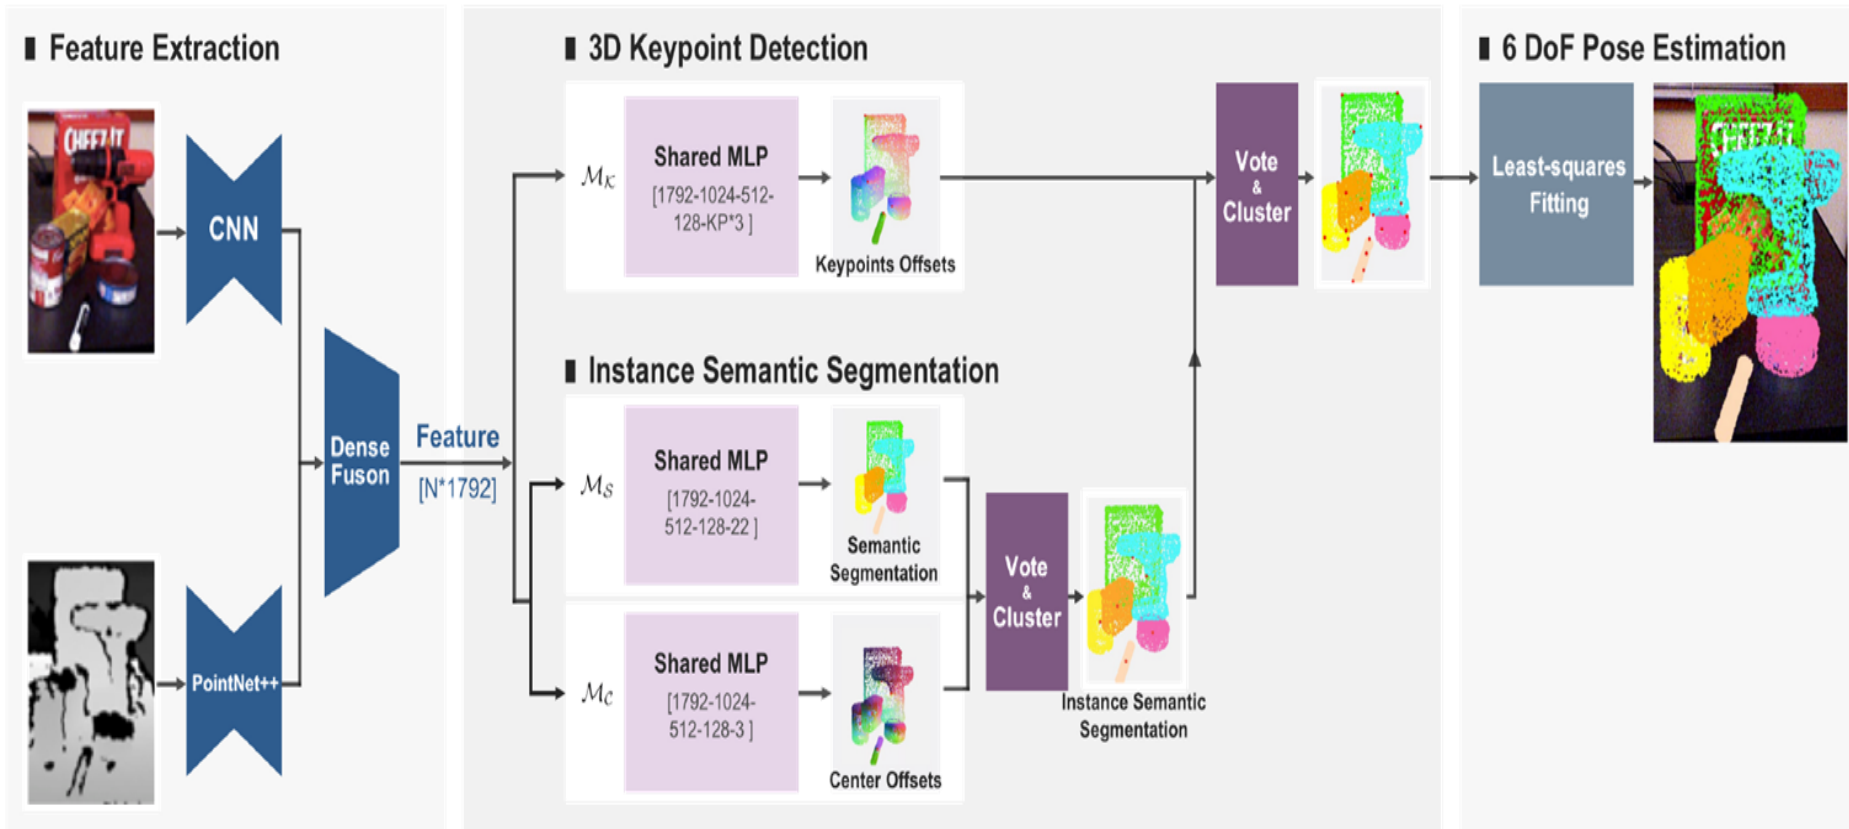 Feature Extraction
CHEEZ-IT
CNN
PointNet++
Dense
Fuson
Feature
[N*1792]
3D Keypoint Detection
M_K
Shared MLP
[1792-1024-512-
128-KP*3 ]
Keypoints Offsets
Instance Semantic Segmentation
M_S
Shared MLP
[1792-1024-
512-128-22 ]
Semantic
Segmentation
M_C
Shared MLP
[1792-1024-
512-128-3 ]
Center Offsets
Vote
&
Cluster
Instance Semantic
Segmentation
Vote
&
Cluster
6 DoF Pose Estimation
Least-squares
Fitting